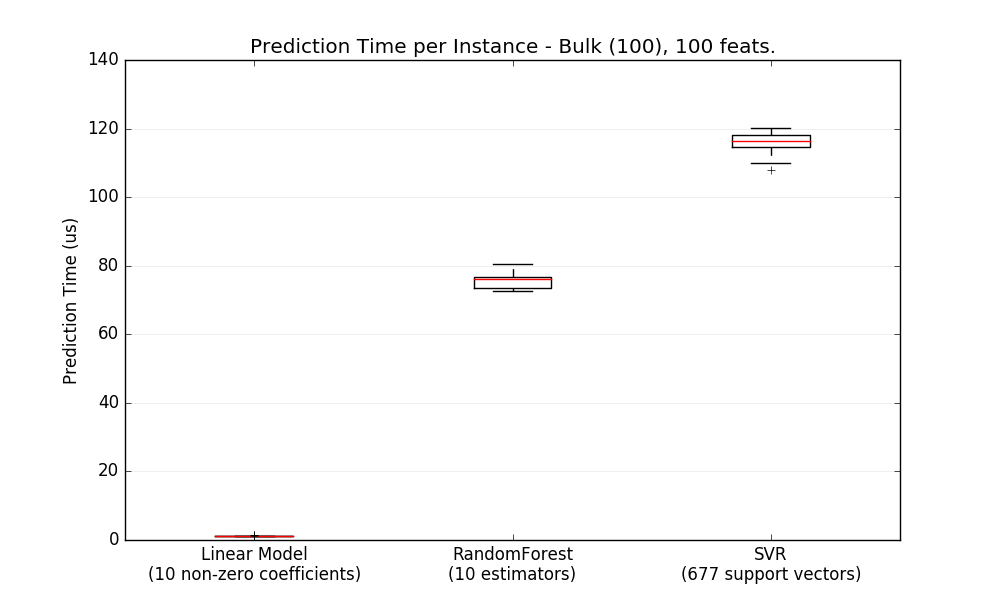 Prediction Time per Instance - Bulk (100), 100 feats.
140
120
100
80
60
40
20
0
Prediction Time (us)
Linear Model
(10 non-zero coefficients)
RandomForest
(10 estimators)
SVR
(677 support vectors)